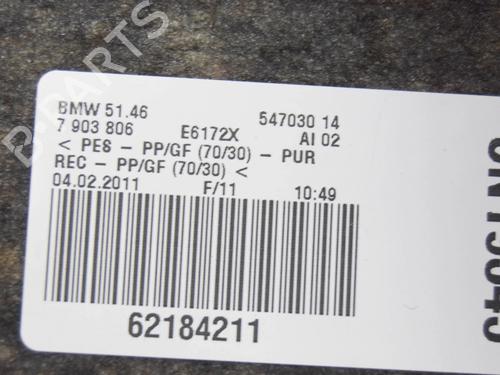 BMW 51.46 547030 14
7 903 806 E6172X AI 02
< PES - PP/GF (70/30) - PUR
REC - PP/GF (70/30) <
04.02.2011 F/11 10:49
62184211
B-PARTS